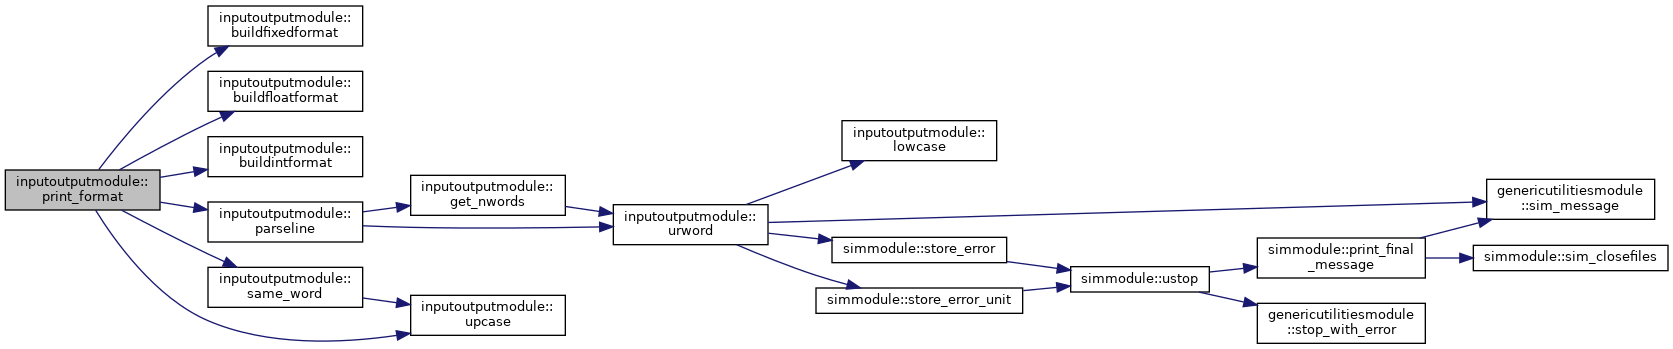 inputoutputmodule::
print_format
inputoutputmodule::
buildfixedformat
inputoutputmodule::
buildfloatformat
inputoutputmodule::
buildintformat
inputoutputmodule::
parseline
inputoutputmodule::
same_word
inputoutputmodule::
get_nwords
inputoutputmodule::
upcase
inputoutputmodule::
urword
inputoutputmodule::
lowcase
simmodule::store_error
simmodule::store_error_unit
simmodule::ustop
simmodule::print_final
_message
genericutilitiesmodule
::stop_with_error
genericutilitiesmodule
::sim_message
simmodule::sim_closefiles